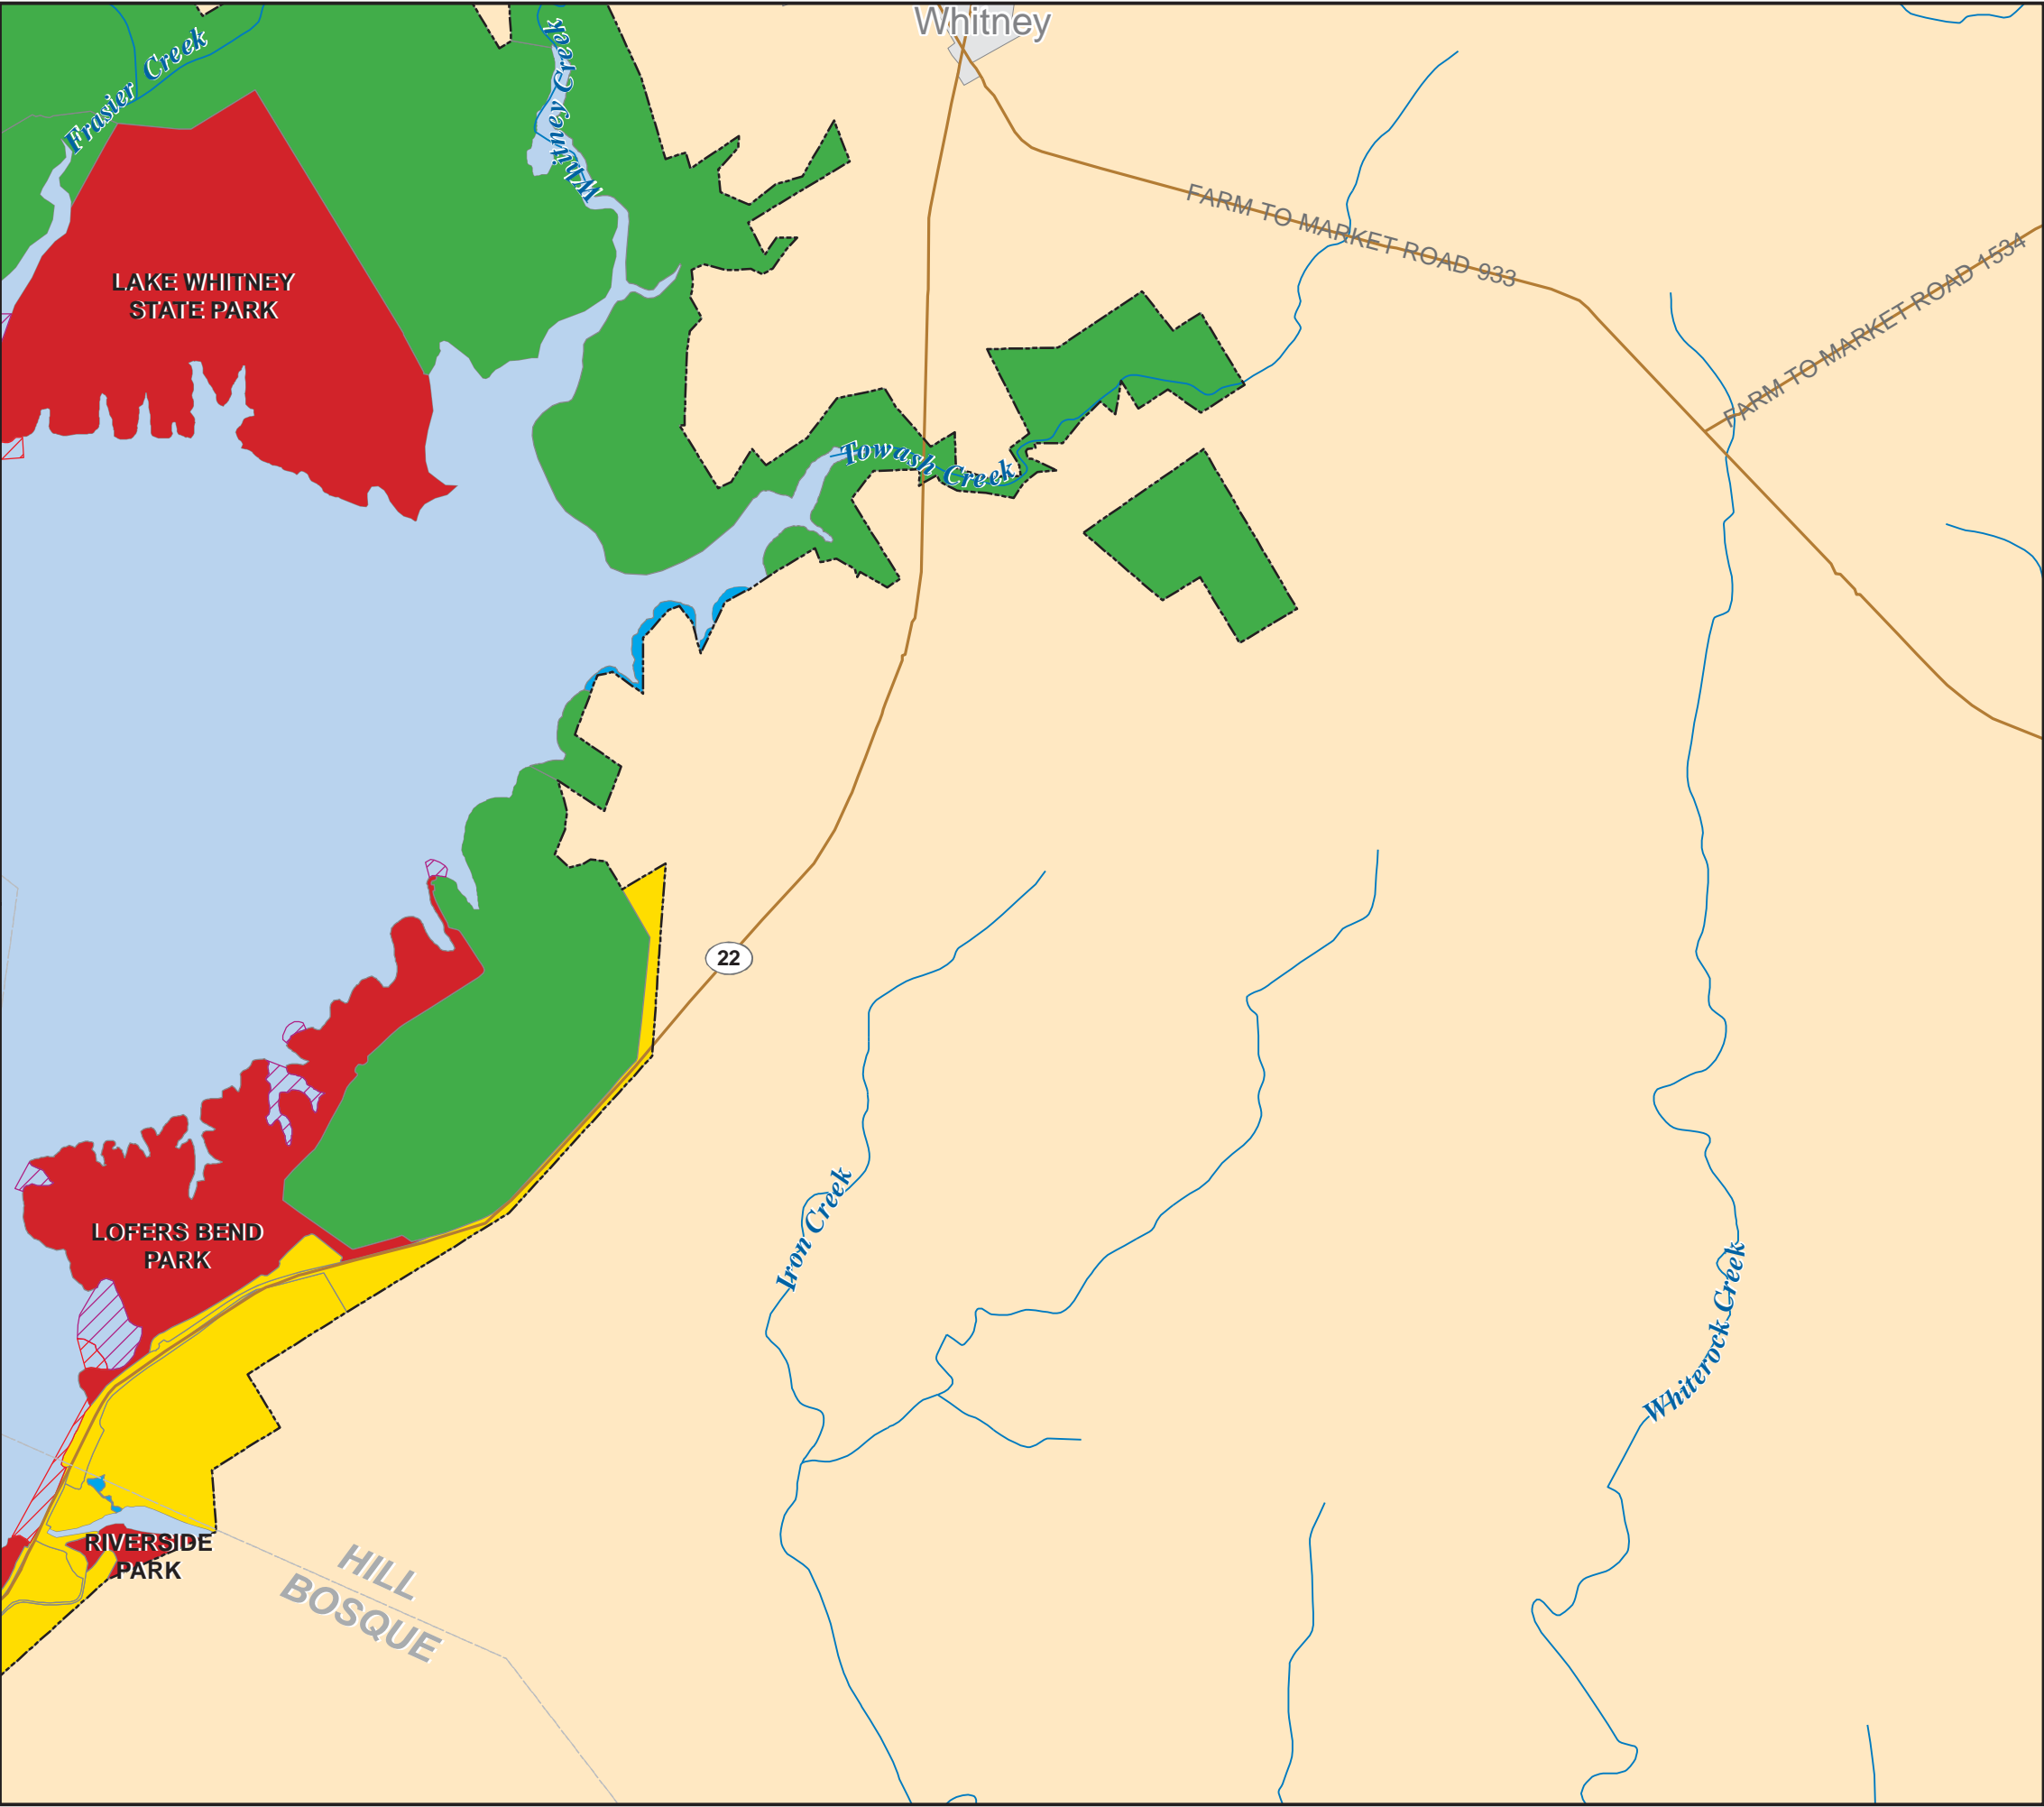 Whitney
Frasier Creek
Whitney Creek
FARM TO MARKET ROAD 933
FARM TO MARKET ROAD 1534
LAKE WHITNEY
STATE PARK
Towash Creek
22
Iron Creek
LOFERS BEND
PARK
Whiterock Creek
RIVERSIDE
PARK
HILL
BOSQUE